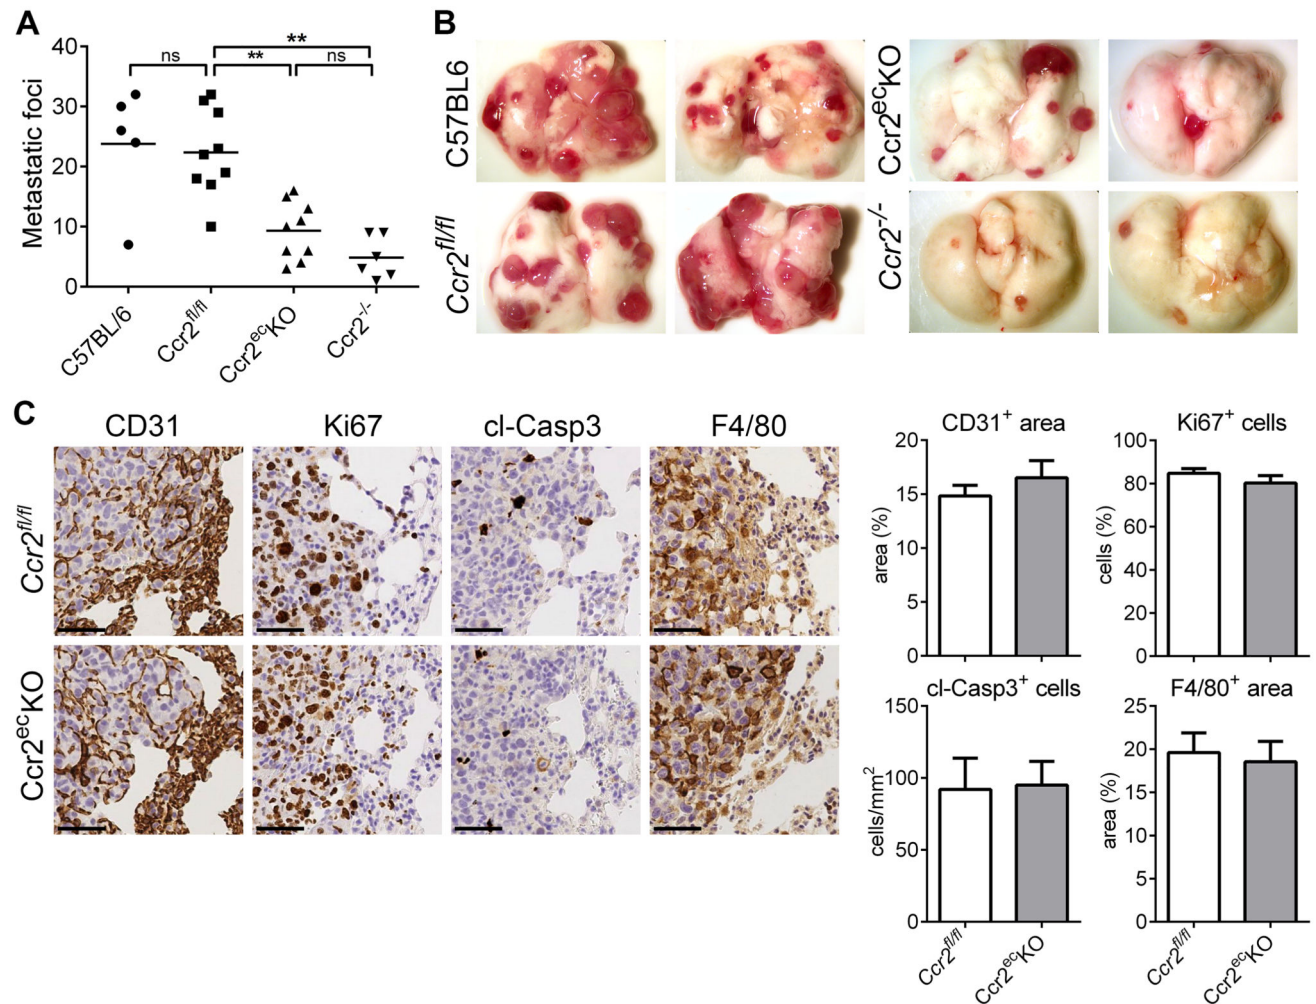 A
Metastatic foci
40
30
20
10
0
ns
**
**
ns
C57BL/6
Ccr2fl/fl
Ccr2ecKO
Ccr2-/-
B
C57BL6
Ccr2fl/fl
Ccr2ecKO
Ccr2-/-
C
CD31 Ki67 cl-Casp3 F4/80
Ccr2fl/fl
Ccr2ecKO
CD31+ area
area (%)
20
15
10
5
0
Ki67+ cells
cells (%)
100
80
60
40
20
0
cl-Casp3+ cells
cells/mm2
150
100
50
0
Ccr2fl/fl
Ccr2ecKO
F4/80+ area
area (%)
25
20
15
10
5
0
Ccr2fl/fl
Ccr2ecKO